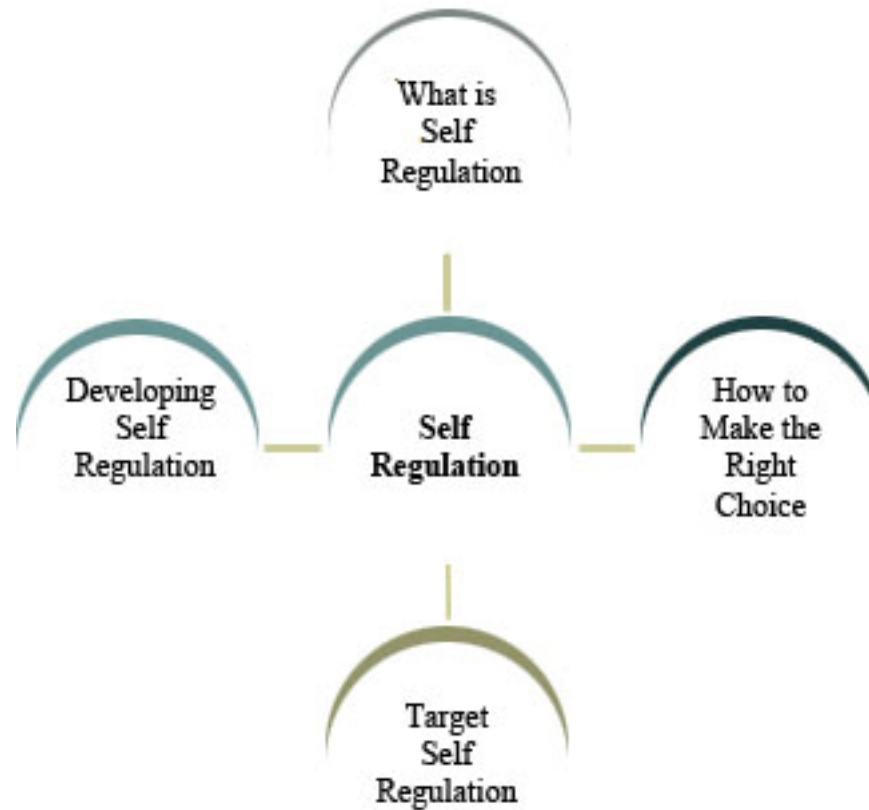 What is
Self
Regulation
Developing
Self
Regulation
Self
Regulation
How to
Make the
Right
Choice
Target
Self
Regulation